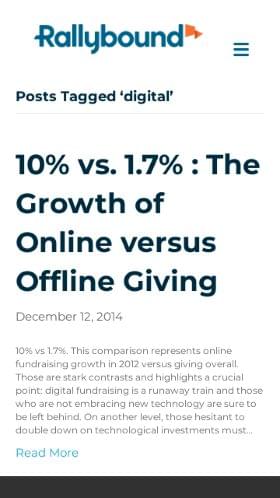 Rallybound
Posts Tagged ‘digital’
10% vs. 1.7% : The
Growth of
Online versus
Offline Giving
December 12, 2014
10% vs 1.7%. This comparison represents online
fundraising growth in 2012 versus giving overall.
Those are stark contrasts and highlights a crucial
point: digital fundraising is a runaway train and those
who are not embracing new technology are sure to
be left behind. On another level, those hesitant to
double down on technological investments must...
Read More